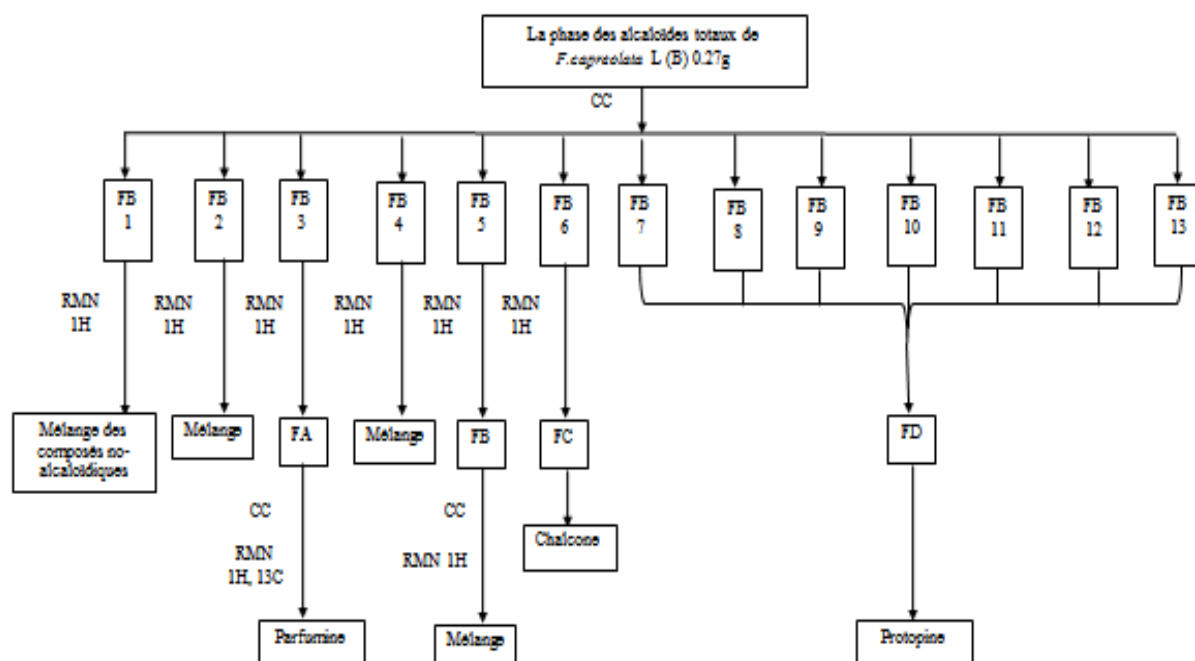 La phase des alcaloïdes totaux de
F.capreolata L (B) 0.27g
CC
FB
1
FB
2
FB
3
FB
4
FB
5
FB
6
FB
7
FB
8
FB
9
FB
10
FB
11
FB
12
FB
13
RMN
1H
RMN
1H
RMN
1H
RMN
1H
RMN
1H
RMN
1H
Mélange des
composés no-
alcaloïdiques
Mélange
FA
Mélange
FB
FC
FD
CC
RMN
1H, 13C
CC
RMN 1H
Chalcone
Parfumine
Mélange
Protopine